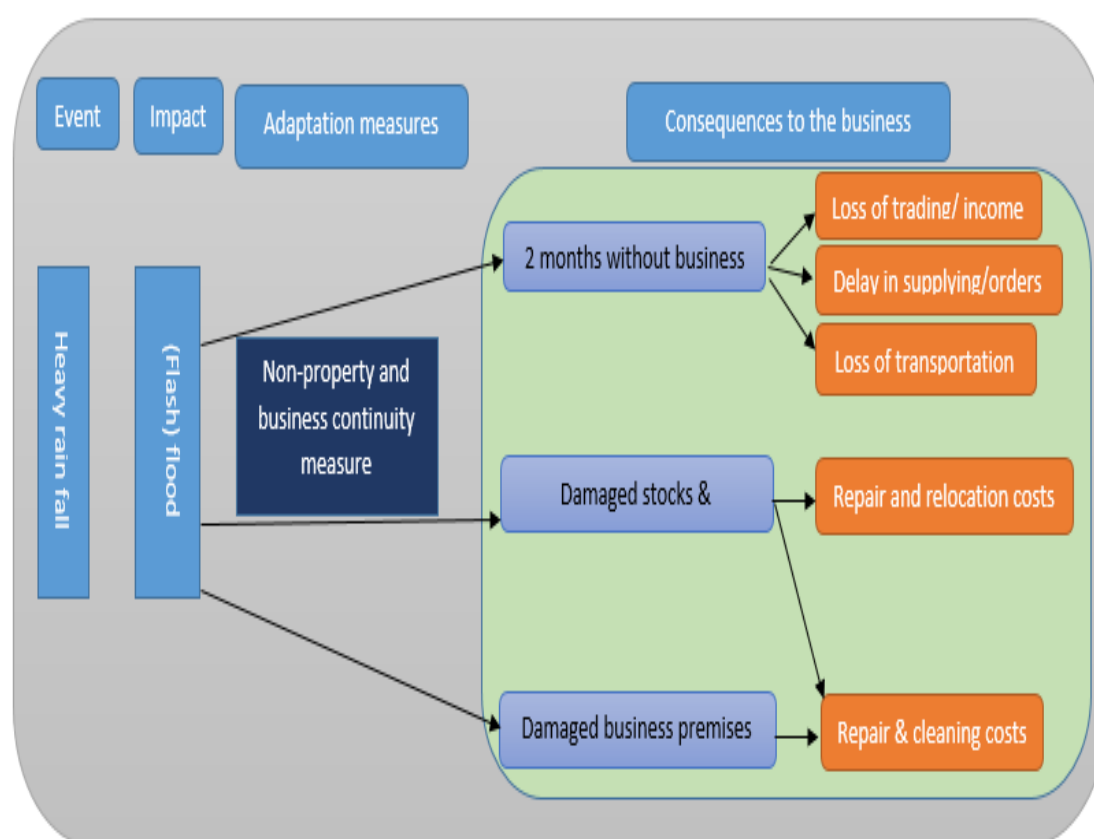 Event
Impact
Adaptation measures
Consequences to the business
Heavy rain fall
(Flash) flood
Non-property and
business continuity
measure
2 months without business
Loss of trading/ income
Delay in supplying/orders
Loss of transportation
Damaged stocks &
Repair and relocation costs
Damaged business premises
Repair & cleaning costs